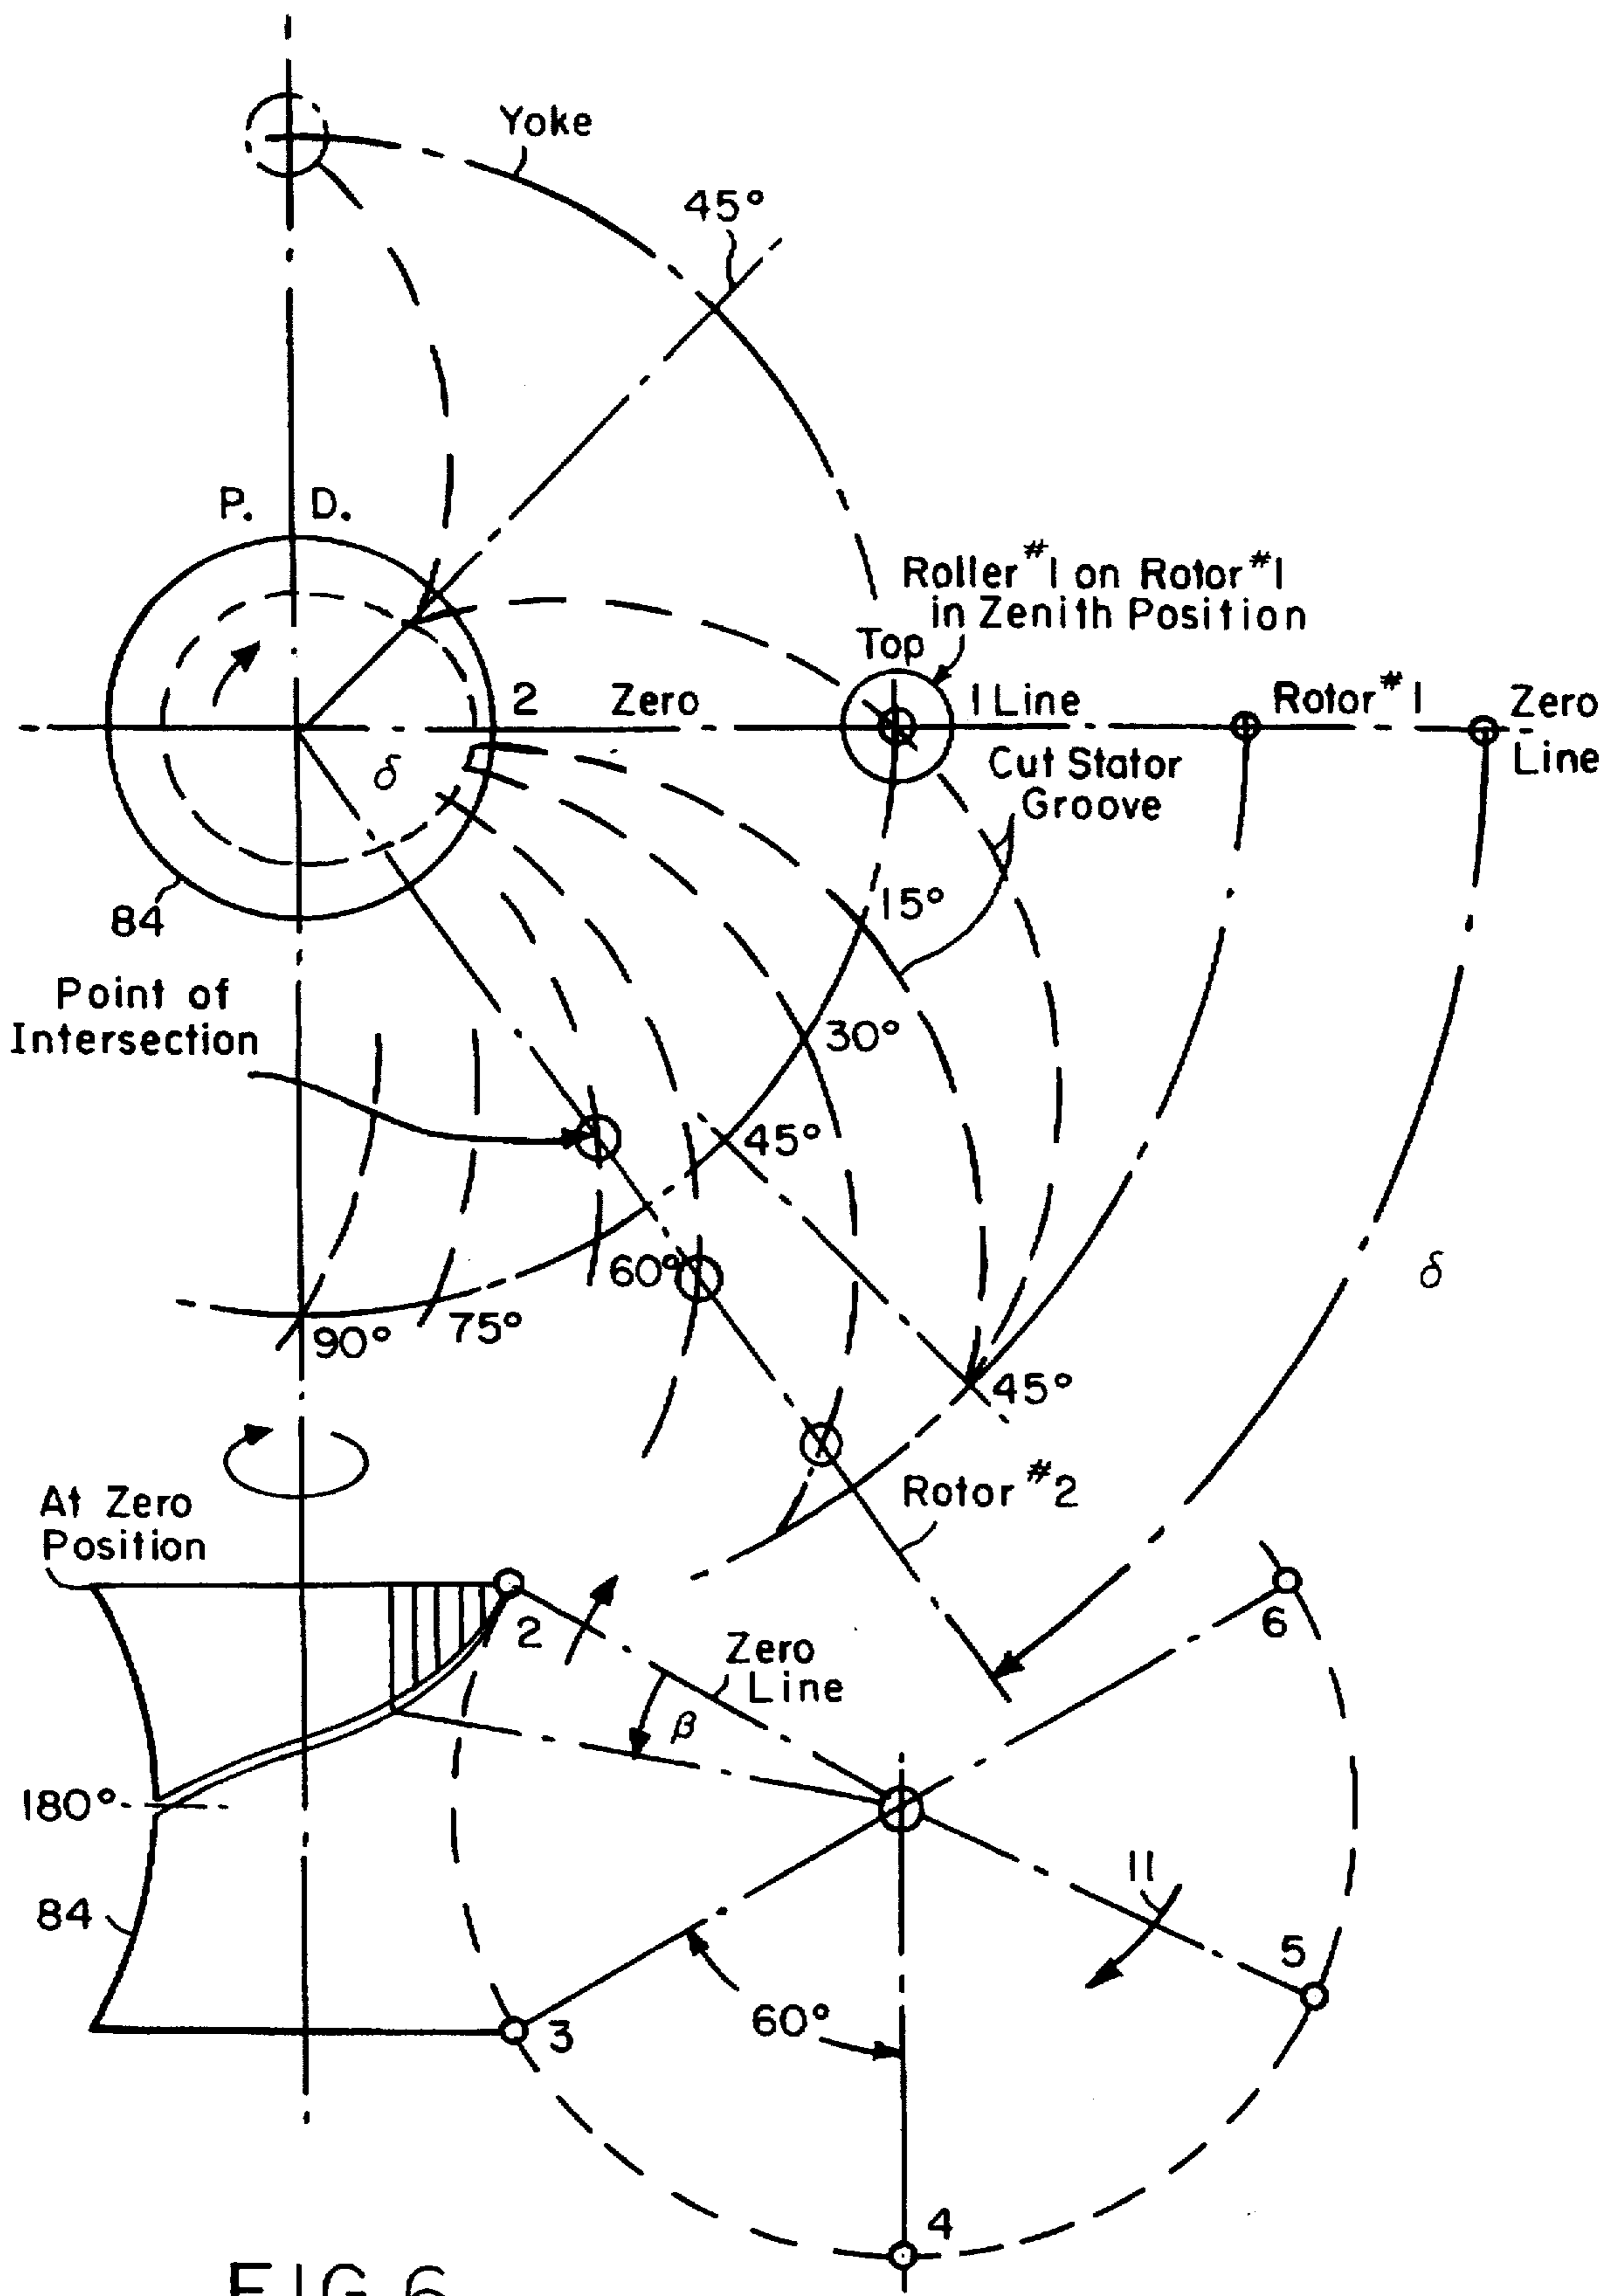 Yoke
45°
P. D.
Roller #1 on Rotor #1
in Zenith Position
Top
2
Zero
1 Line
Rotor #1
Zero
Line
δ
Cut Stator
Groove
84
15°
Point of
Intersection
30°
45°
60°
δ
90°
75°
45°
At Zero
Position
Rotor #2
2
6
Zero
Line
β
180°
11
84
5
60°
3
4
FIG. 6